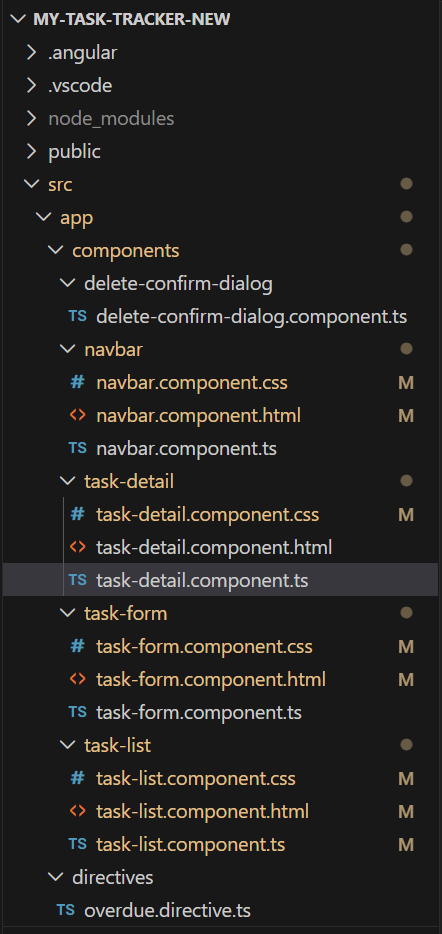 MY-TASK-TRACKER-NEW
.angular
.vscode
node_modules
public
src
app
components
delete-confirm-dialog
TS delete-confirm-dialog.component.ts
navbar
# navbar.component.css M
<> navbar.component.html M
TS navbar.component.ts
task-detail
# task-detail.component.css M
<> task-detail.component.html
TS task-detail.component.ts
task-form
# task-form.component.css M
<> task-form.component.html M
TS task-form.component.ts
task-list
# task-list.component.css M
<> task-list.component.html M
TS task-list.component.ts M
directives
TS overdue.directive.ts